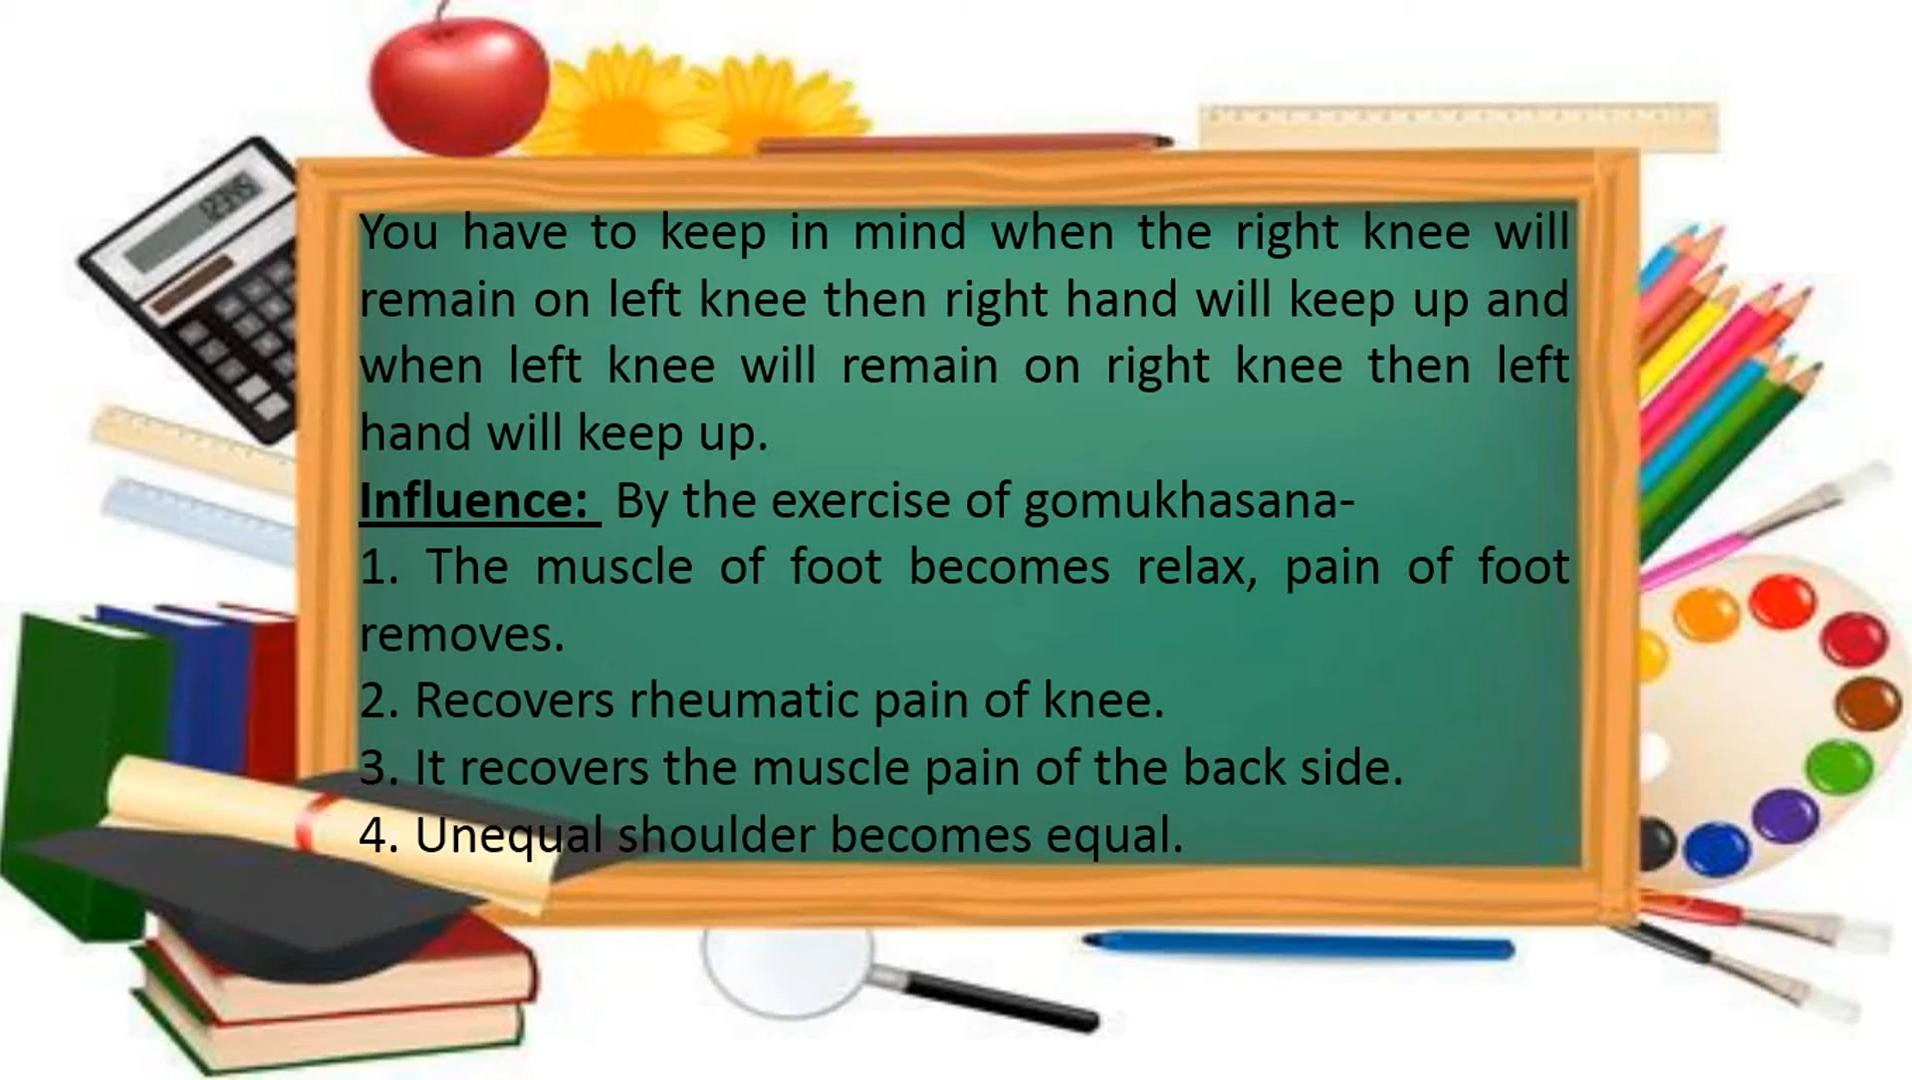 12345
You have to keep in mind when the right knee will
remain on left knee then right hand will keep up and
when left knee will remain on right knee then left
hand will keep up.
Influence: By the exercise of gomukhasana-
1. The muscle of foot becomes relax, pain of foot
removes.
2. Recovers rheumatic pain of knee.
3. It recovers the muscle pain of the back side.
4. Unequal shoulder becomes equal.